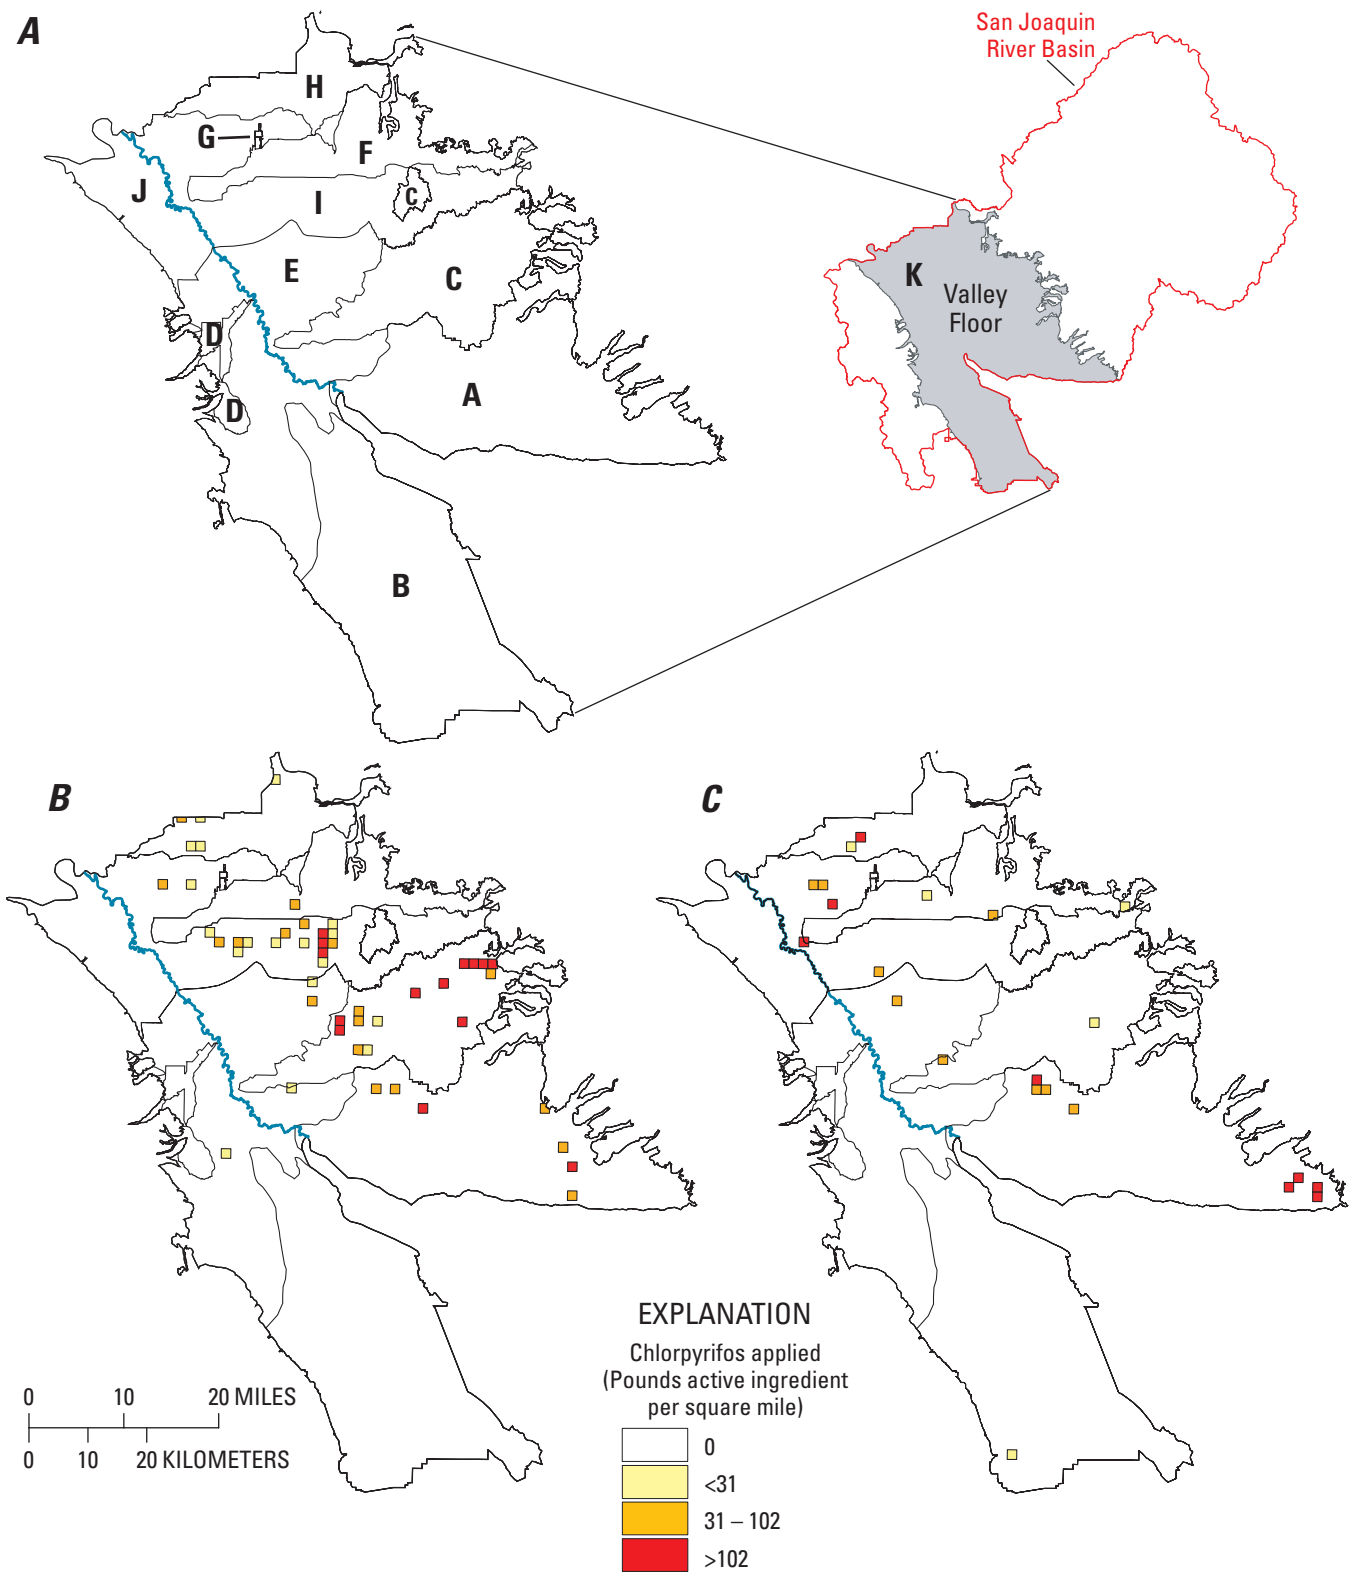 A
San Joaquin
River Basin
H
G
F
J
I
C
E
C
K
Valley
Floor
D
D
A
B
B
C
EXPLANATION
Chlorpyrifos applied
(Pounds active ingredient
per square mile)
0
<31
31 – 102
>102
0 10 20 MILES
0 10 20 KILOMETERS